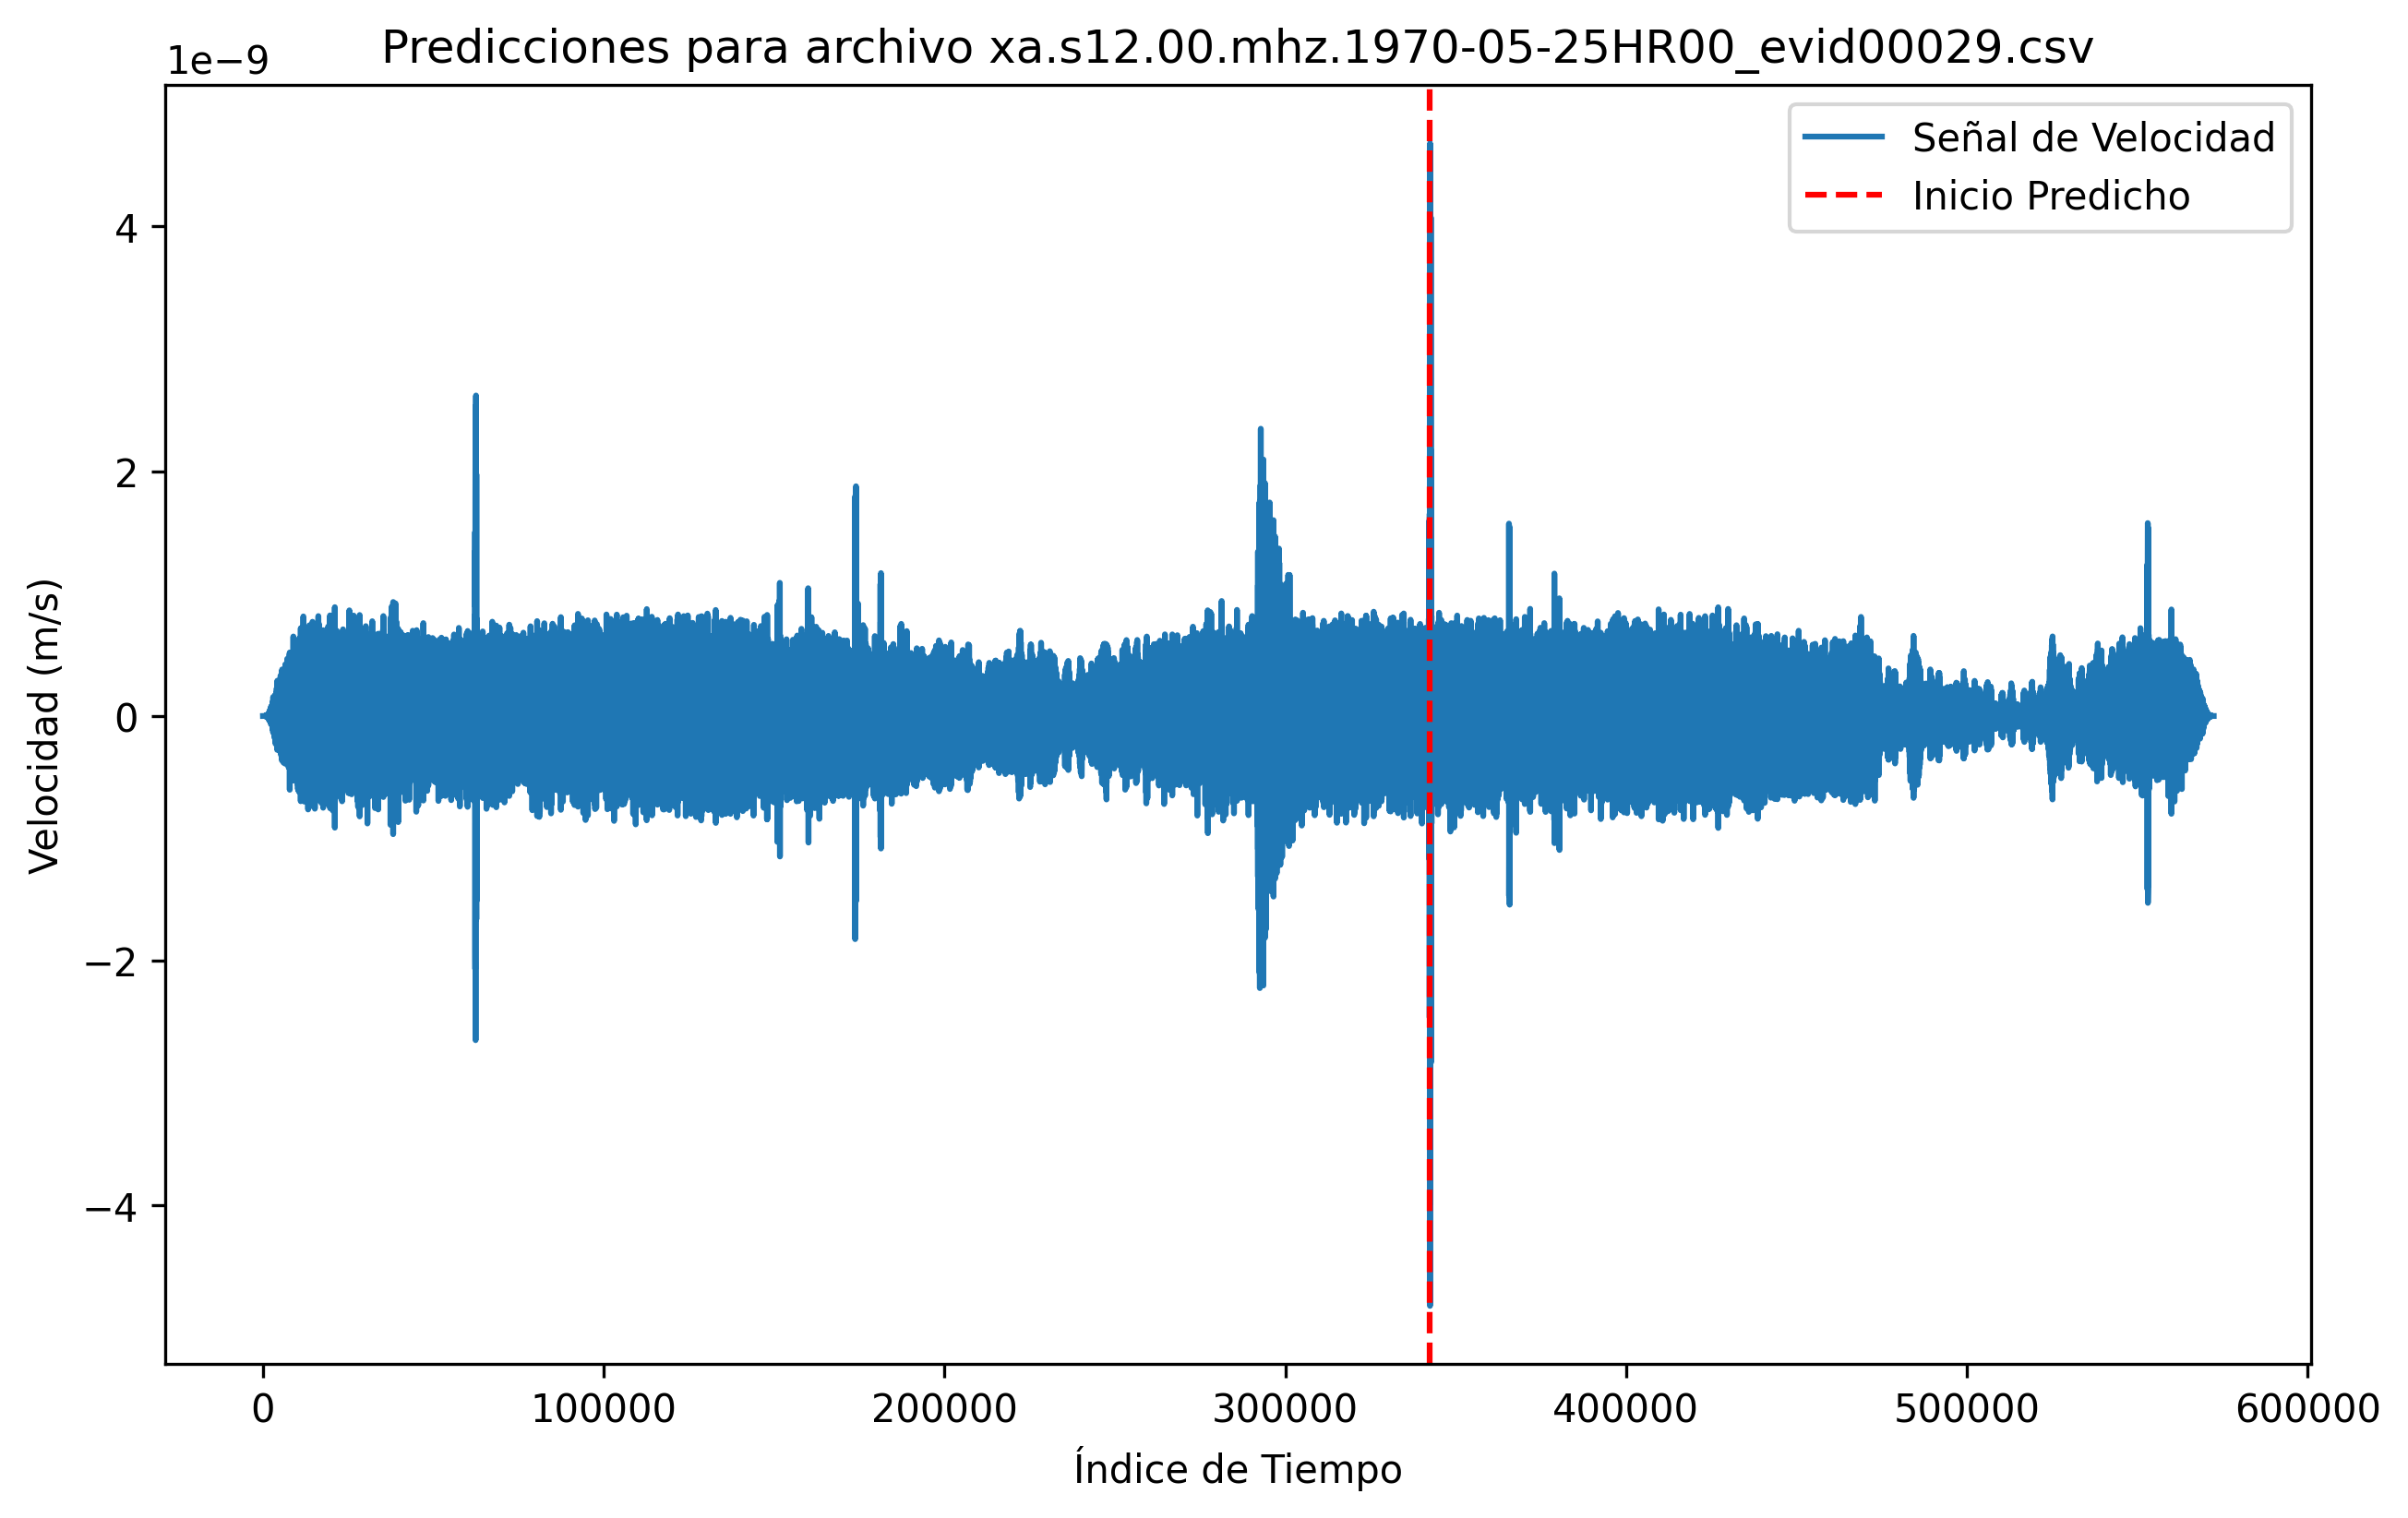 Predicciones para archivo xa.s12.00.mhz.1970-05-25HR00_evid00029.csv
1e−9
Señal de Velocidad
Inicio Predicho
4
2
0
−2
−4
Velocidad (m/s)
0 100000 200000 300000 400000 500000 600000
Índice de Tiempo